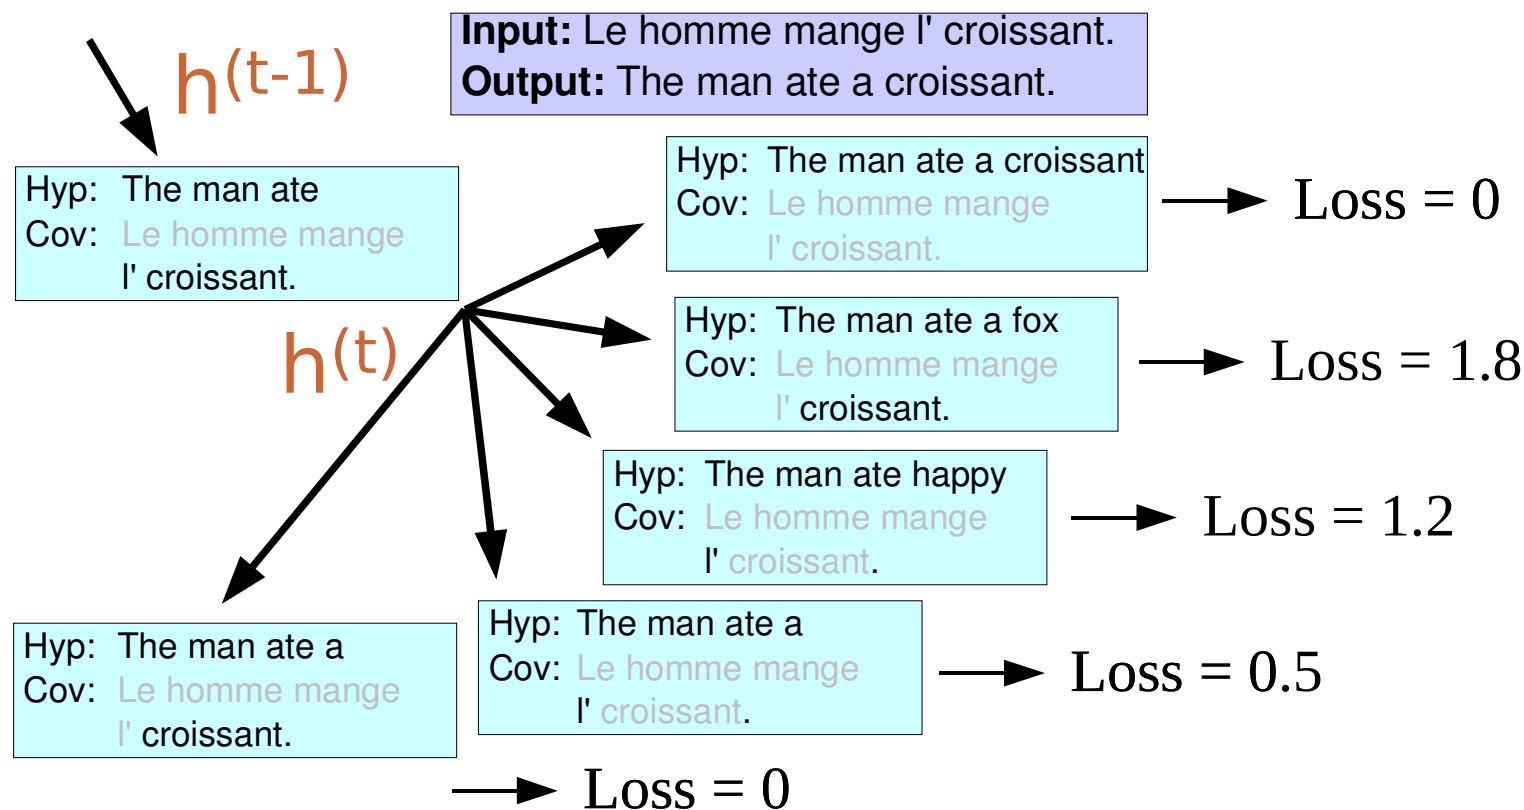 h(t-1)
Input: Le homme mange l' croissant.
Output: The man ate a croissant.
Hyp: The man ate
Cov: Le homme mange
l' croissant.
h(t)
Hyp: The man ate a croissant
Cov: Le homme mange
l' croissant.
Loss = 0
Hyp: The man ate a fox
Cov: Le homme mange
l' croissant.
Loss = 1.8
Hyp: The man ate happy
Cov: Le homme mange
l' croissant.
Loss = 1.2
Hyp: The man ate a
Cov: Le homme mange
l' croissant.
Loss = 0.5
Hyp: The man ate a
Cov: Le homme mange
l' croissant.
Loss = 0